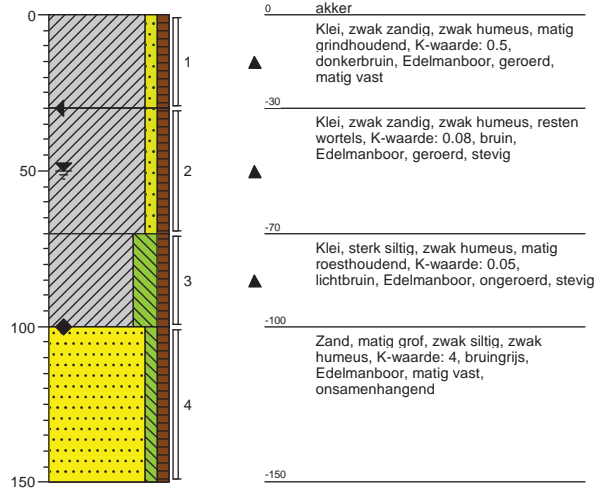 0
50
100
150
1
2
3
4
0
akker
Klei, zwak zandig, zwak humeus, matig
grindhoudend, K-waarde: 0.5,
donkerbruin, Edelmanboor, geroerd,
matig vast
-30
Klei, zwak zandig, zwak humeus, resten
wortels, K-waarde: 0.08, bruin,
Edelmanboor, geroerd, stevig
-70
Klei, sterk siltig, zwak humeus, matig
roesthoudend, K-waarde: 0.05,
lichtbruin, Edelmanboor, ongeroerd, stevig
-100
Zand, matig grof, zwak siltig, zwak
humeus, K-waarde: 4, bruingrijs,
Edelmanboor, matig vast,
onsamenhangend
-150